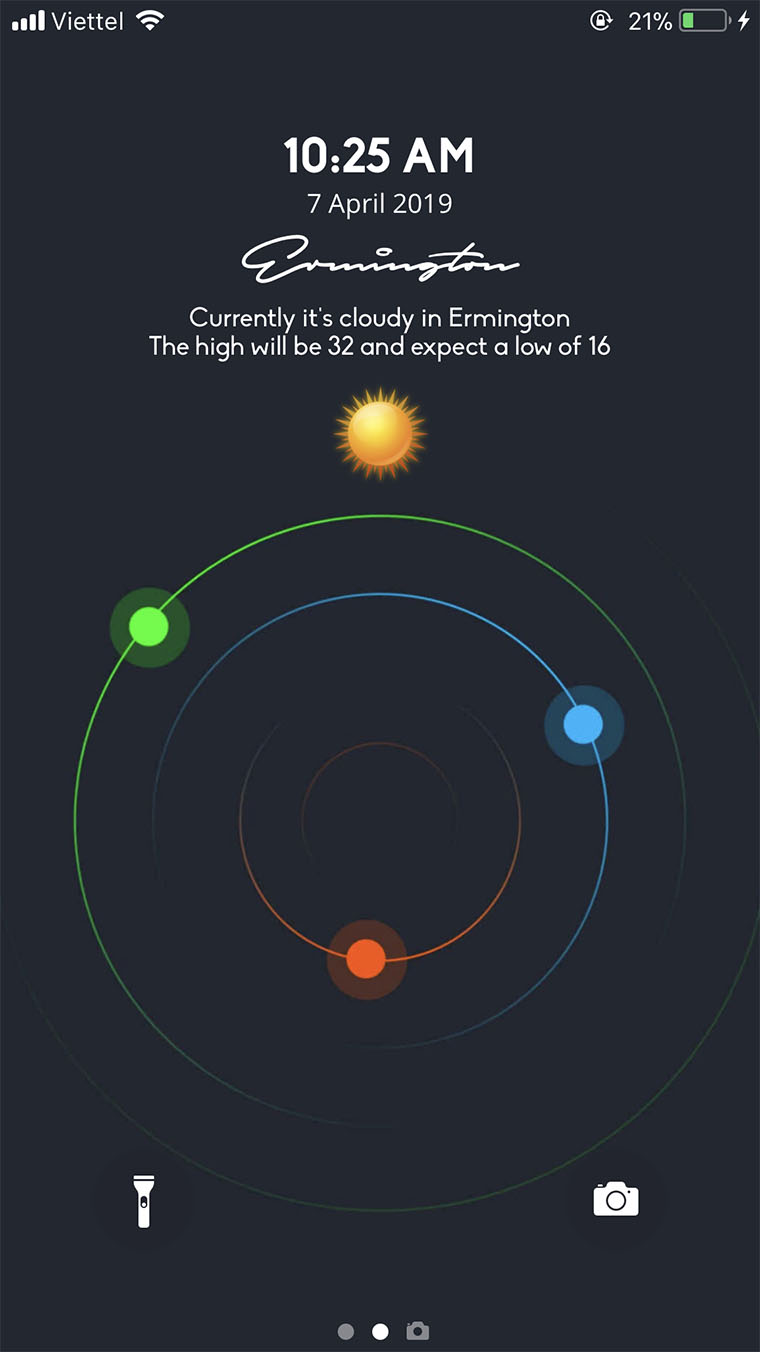 Viettel
21%
10:25 AM
7 April 2019
Ermington
Currently it's cloudy in Ermington
The high will be 32 and expect a low of 16